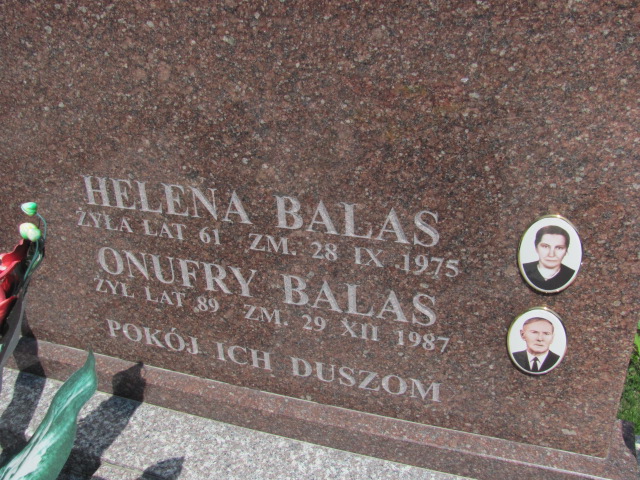 HELENA BALAS
ŻYŁA LAT 61 ZM. 28 IX 1975
ONUFRY BALAS
ŻYŁ LAT 89 ZM. 29 XII 1987
POKÓJ ICH DUSZOM